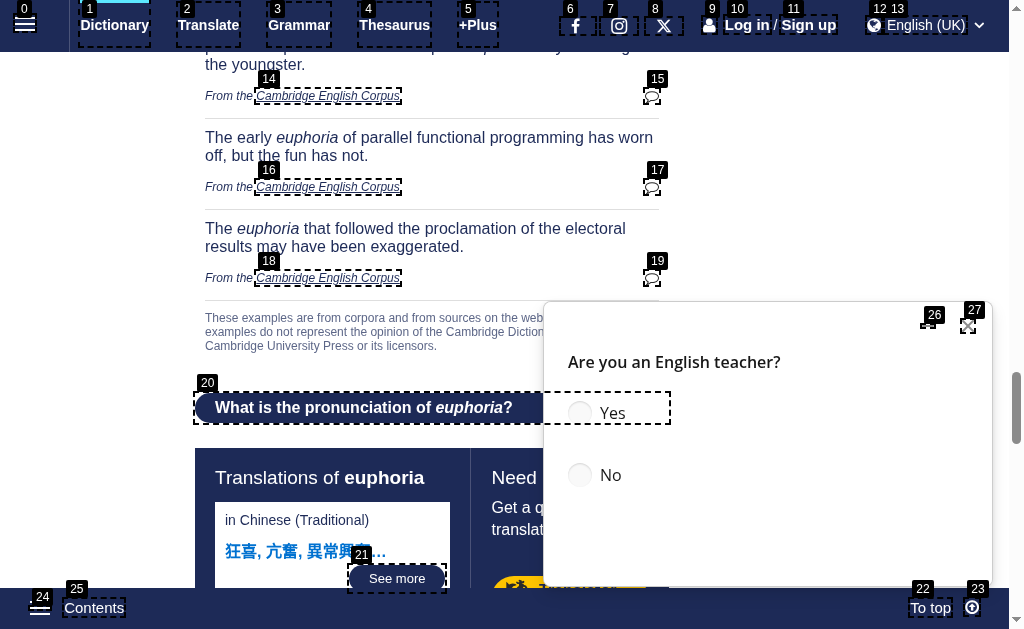 Dictionary Translate Grammar Thesaurus +Plus Log in / Sign up English (UK)
0 1 2 3 4 5 6 7 8 9 10 11 12 13
the youngster.
14 15
From the Cambridge English Corpus
The early euphoria of parallel functional programming has worn
off, but the fun has not.
16 17
From the Cambridge English Corpus
The euphoria that followed the proclamation of the electoral
results may have been exaggerated.
18 19
From the Cambridge English Corpus
These examples are from corpora and from sources on the web
examples do not represent the opinion of the Cambridge Diction
Cambridge University Press or its licensors.
26 27
Are you an English teacher?
Yes
No
20
What is the pronunciation of euphoria?
Translations of euphoria
in Chinese (Traditional)
狂喜, 亢奮, 異常興奮…
21
See more
Need
Get a q
translat
24 25 22 23
Contents To top